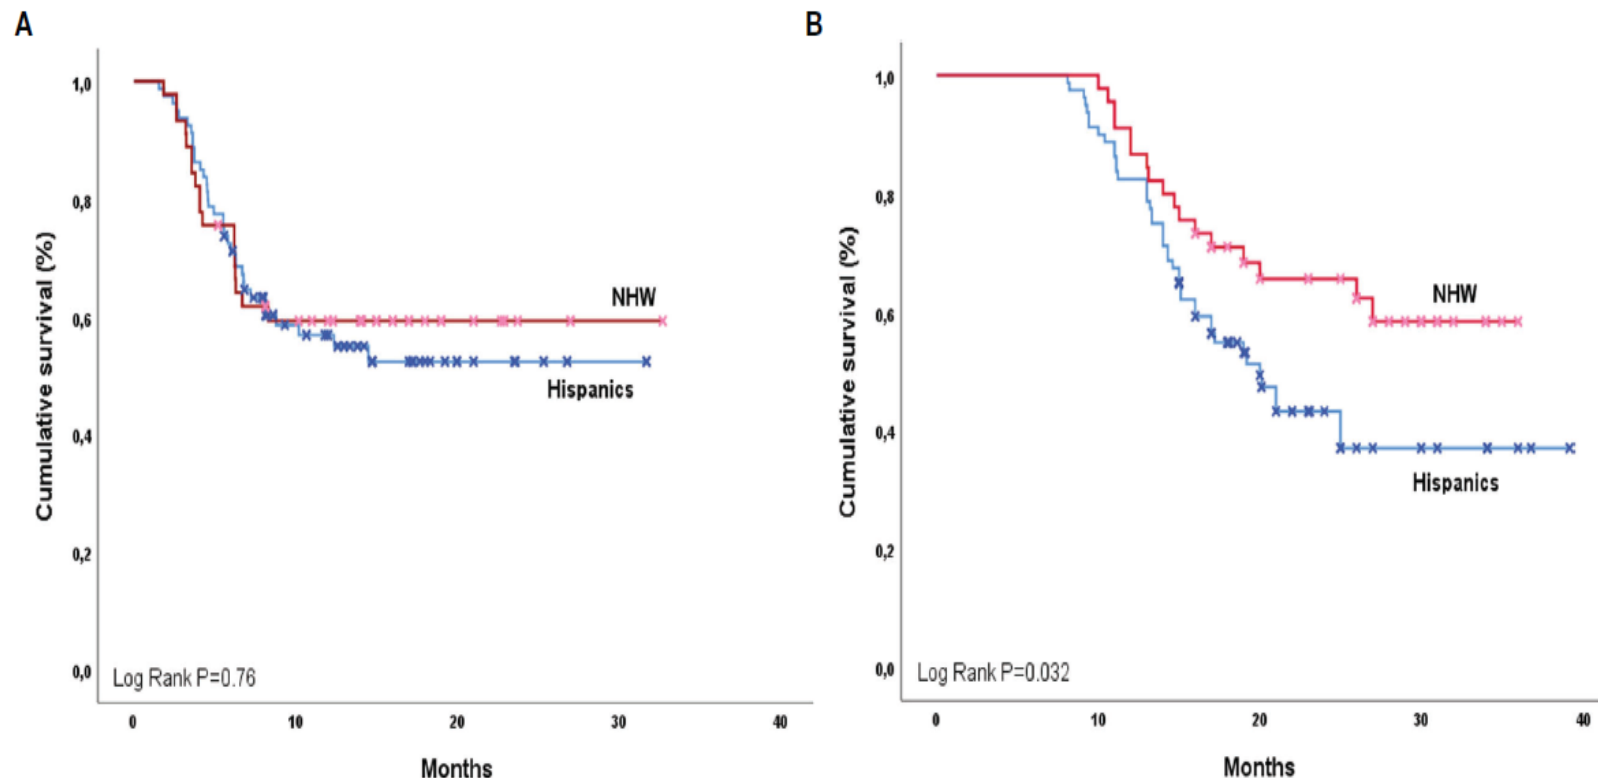 A
Cumulative survival (%)
1,0
0,8
0,6
0,4
0,2
0,0
NHW
Hispanics
Log Rank P=0.76
0 10 20 30 40
Months
B
Cumulative survival (%)
1,0
0,8
0,6
0,4
0,2
0,0
NHW
Hispanics
Log Rank P=0.032
0 10 20 30 40
Months